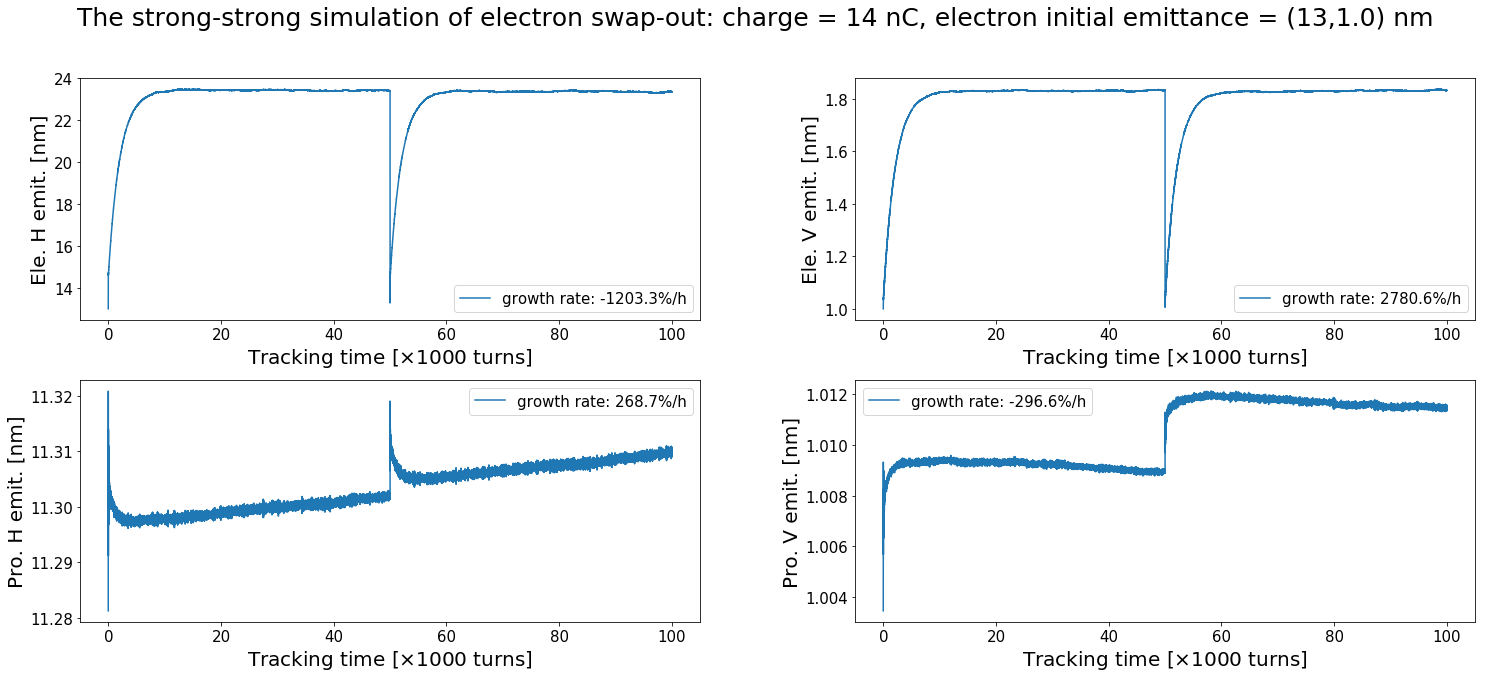 The strong-strong simulation of electron swap-out: charge = 14 nC, electron initial emittance = (13,1.0) nm
Ele. H emit. [nm]
24
22
20
18
16
14
growth rate: -1203.3%/h
0 20 40 60 80 100
Tracking time [×1000 turns]
Ele. V emit. [nm]
1.8
1.6
1.4
1.2
1.0
growth rate: 2780.6%/h
0 20 40 60 80 100
Tracking time [×1000 turns]
Pro. H emit. [nm]
11.32
11.31
11.30
11.29
11.28
growth rate: 268.7%/h
0 20 40 60 80 100
Tracking time [×1000 turns]
Pro. V emit. [nm]
1.012
1.010
1.008
1.006
1.004
growth rate: -296.6%/h
0 20 40 60 80 100
Tracking time [×1000 turns]